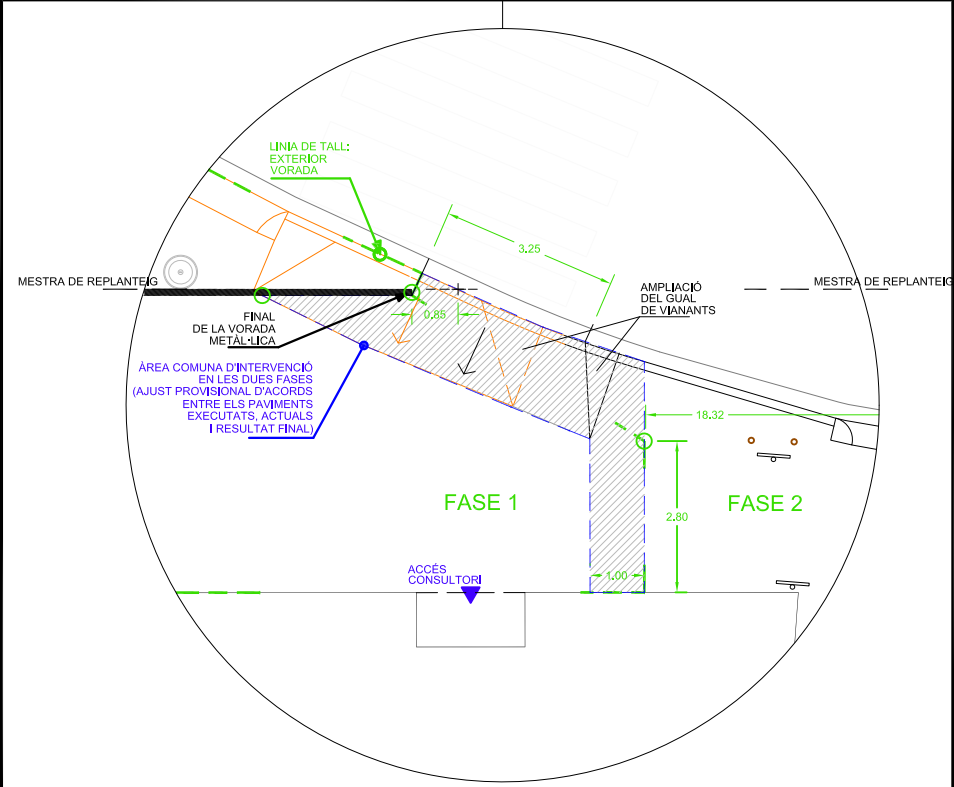 LINIA DE TALL:
EXTERIOR
VORADA
3.25
MESTRA DE REPLANTEIG
MESTRA DE REPLANTEIG
AMPLIACIÓ
DEL GUAL
DE VIANANTS
0.85
FINAL
DE LA VORADA
METÀL·LICA
ÀREA COMUNA D'INTERVENCIÓ
EN LES DUES FASES
(AJUST PROVISIONAL D'ACORDS
ENTRE ELS PAVIMENTS
EXECUTATS, ACTUALS
I RESULTAT FINAL)
18.32
FASE 1
FASE 2
2.80
ACCÉS
CONSULTORI
1.00